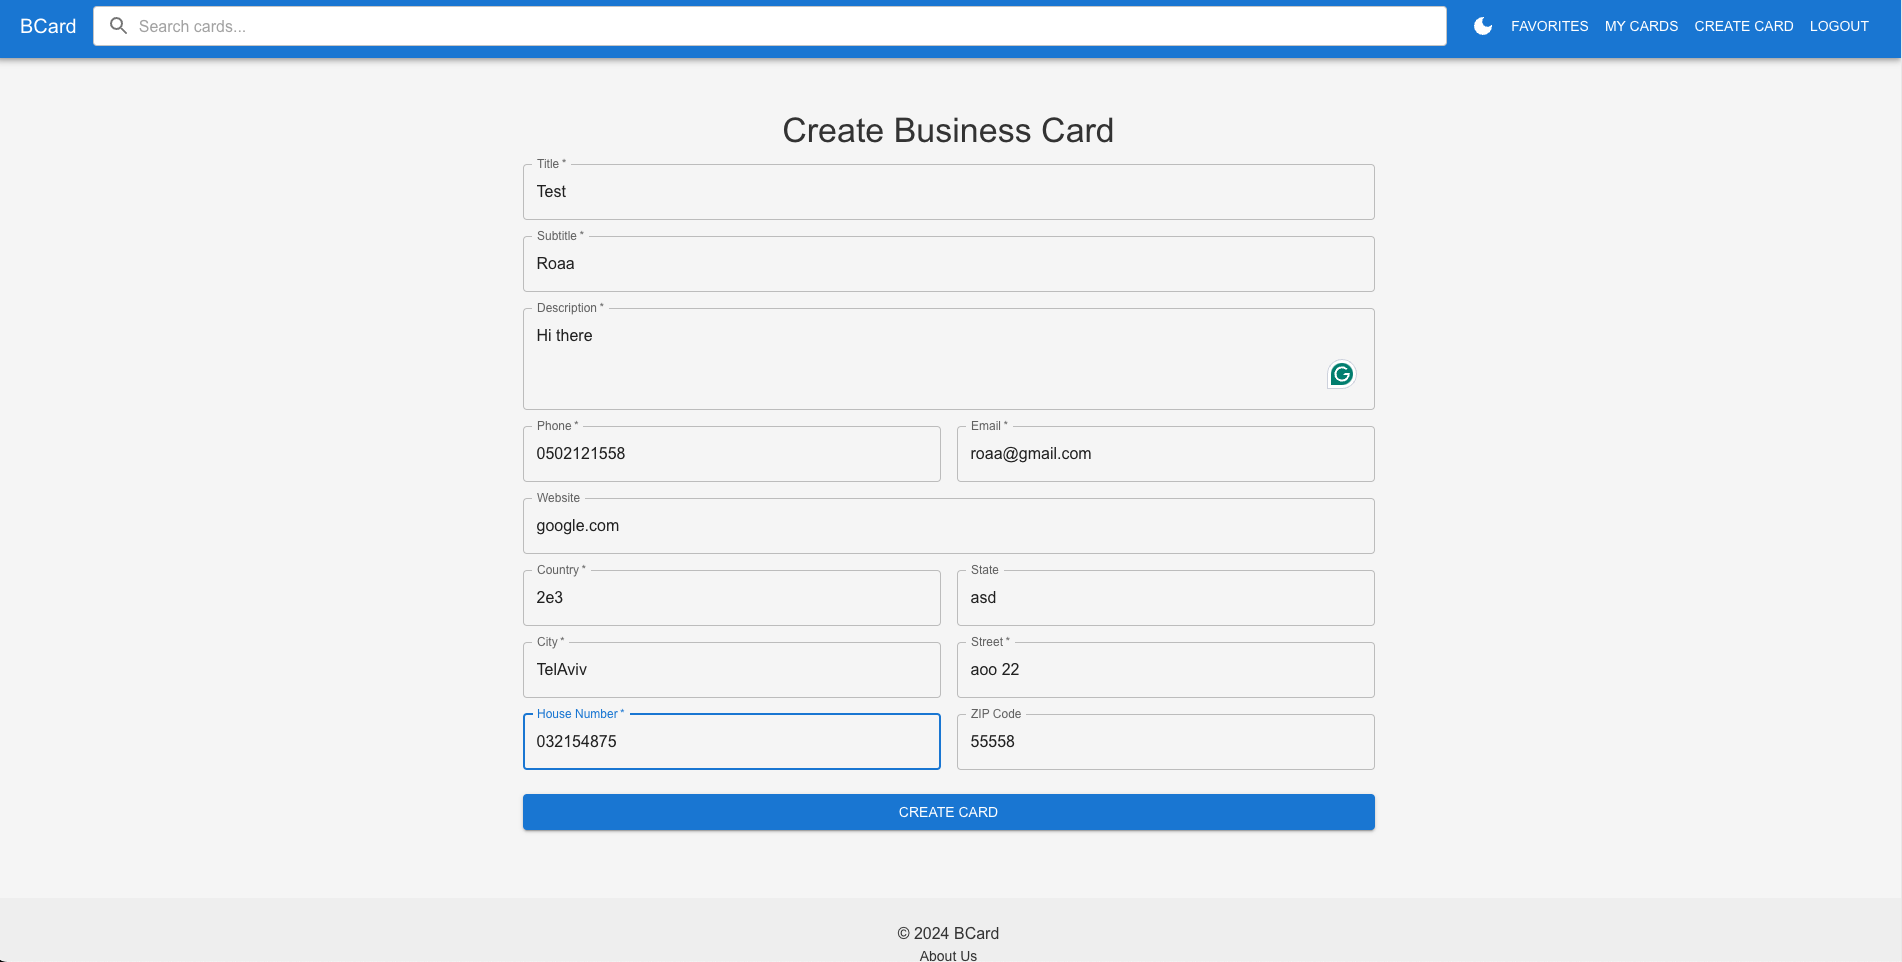 BCard Search cards... FAVORITES MY CARDS CREATE CARD LOGOUT
Create Business Card
Title *
Test
Subtitle *
Roaa
Description *
Hi there
Phone * Email *
0502121558 roaa@gmail.com
Website
google.com
Country * State
2e3 asd
City * Street *
TelAviv aoo 22
House Number * ZIP Code
032154875 55558
CREATE CARD
© 2024 BCard
About Us